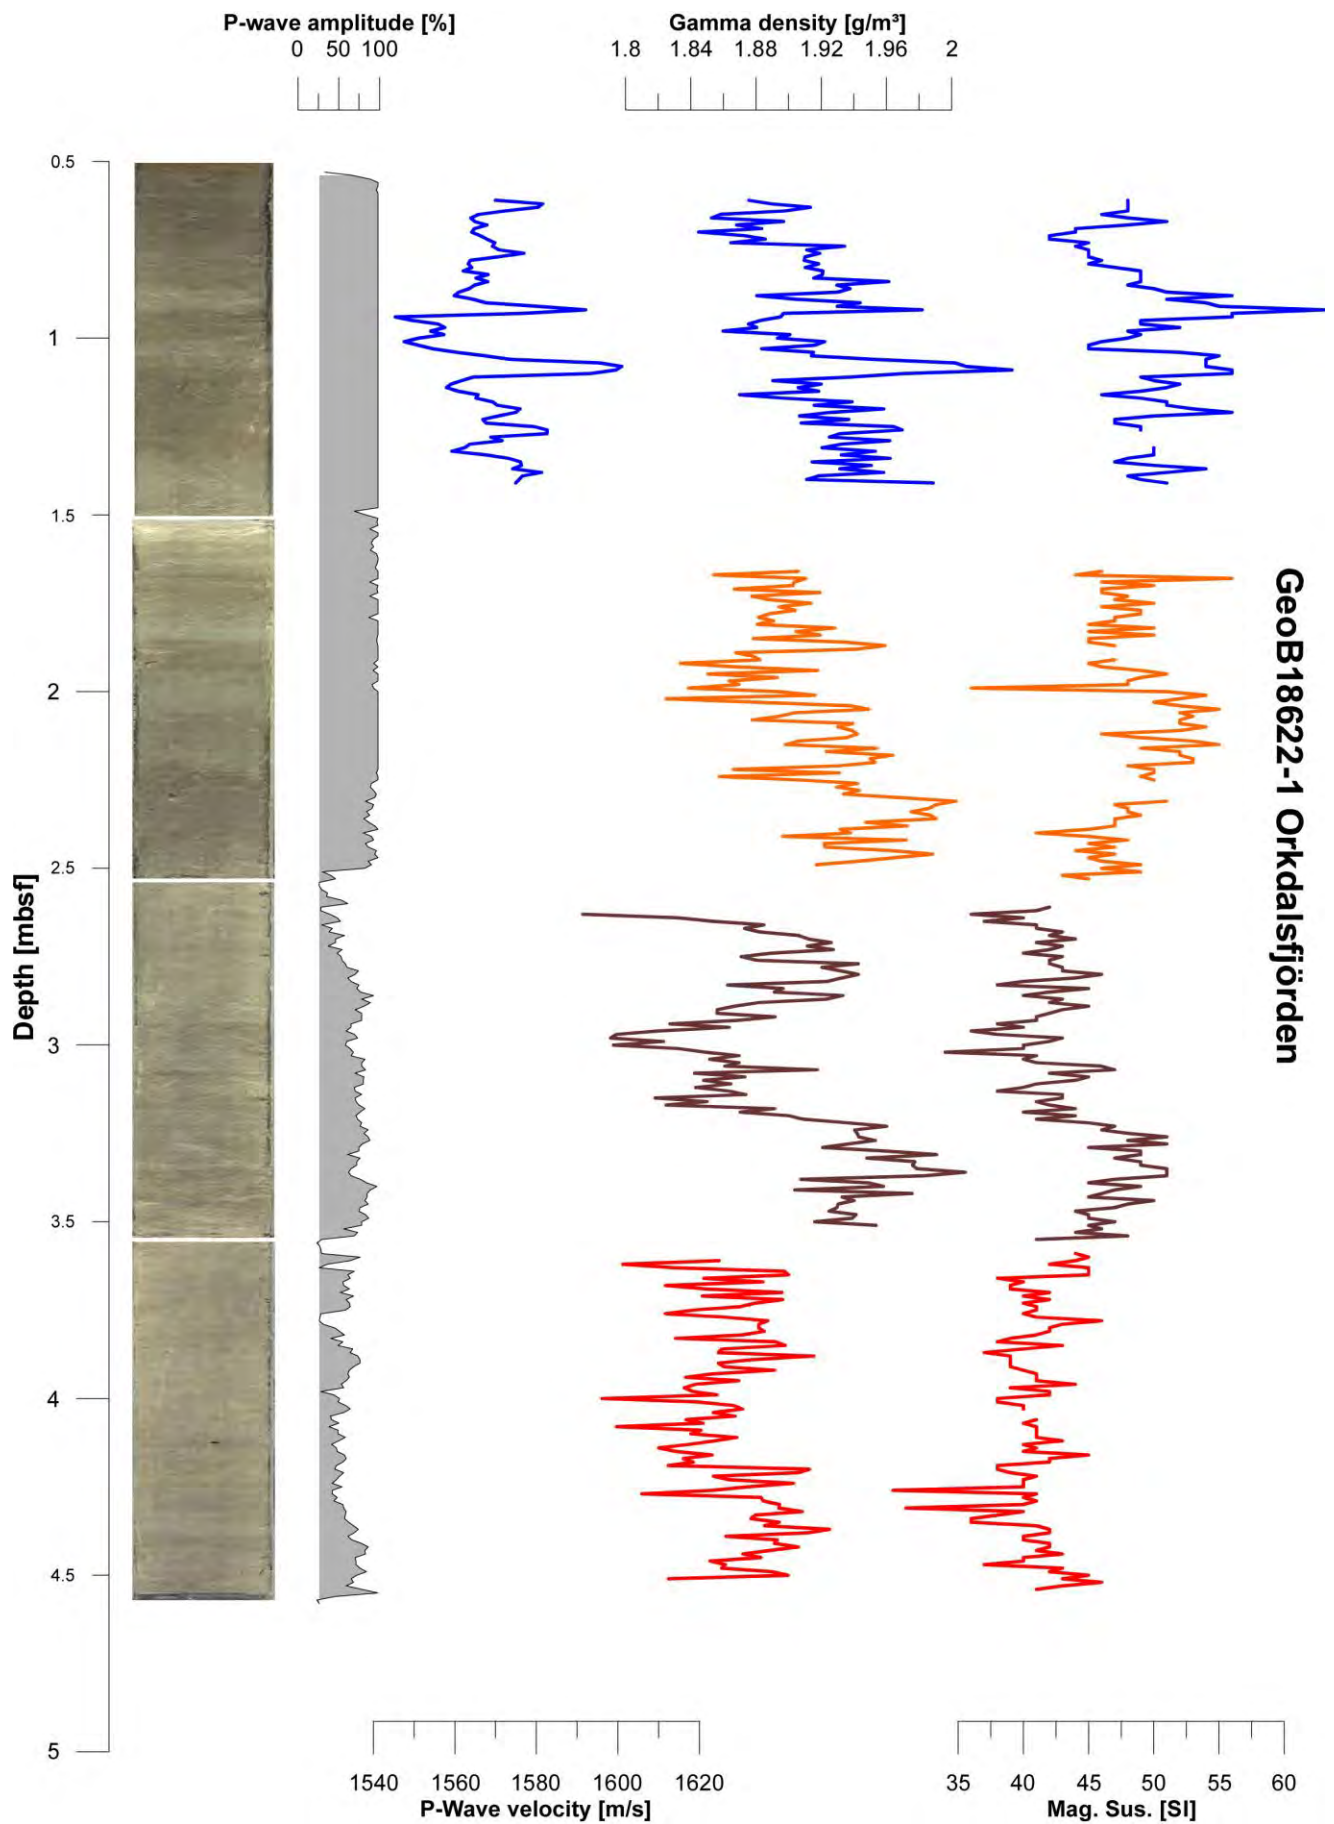 P-wave amplitude [%]
0 50 100
Gamma density [g/m³]
1.8 1.84 1.88 1.92 1.96 2
0.5
1
1.5
2
2.5
3
3.5
4
4.5
5
Depth [mbsf]
GeoB18622-1 Orkdalsfjörden
1540 1560 1580 1600 1620
P-Wave velocity [m/s]
35 40 45 50 55 60
Mag. Sus. [SI]